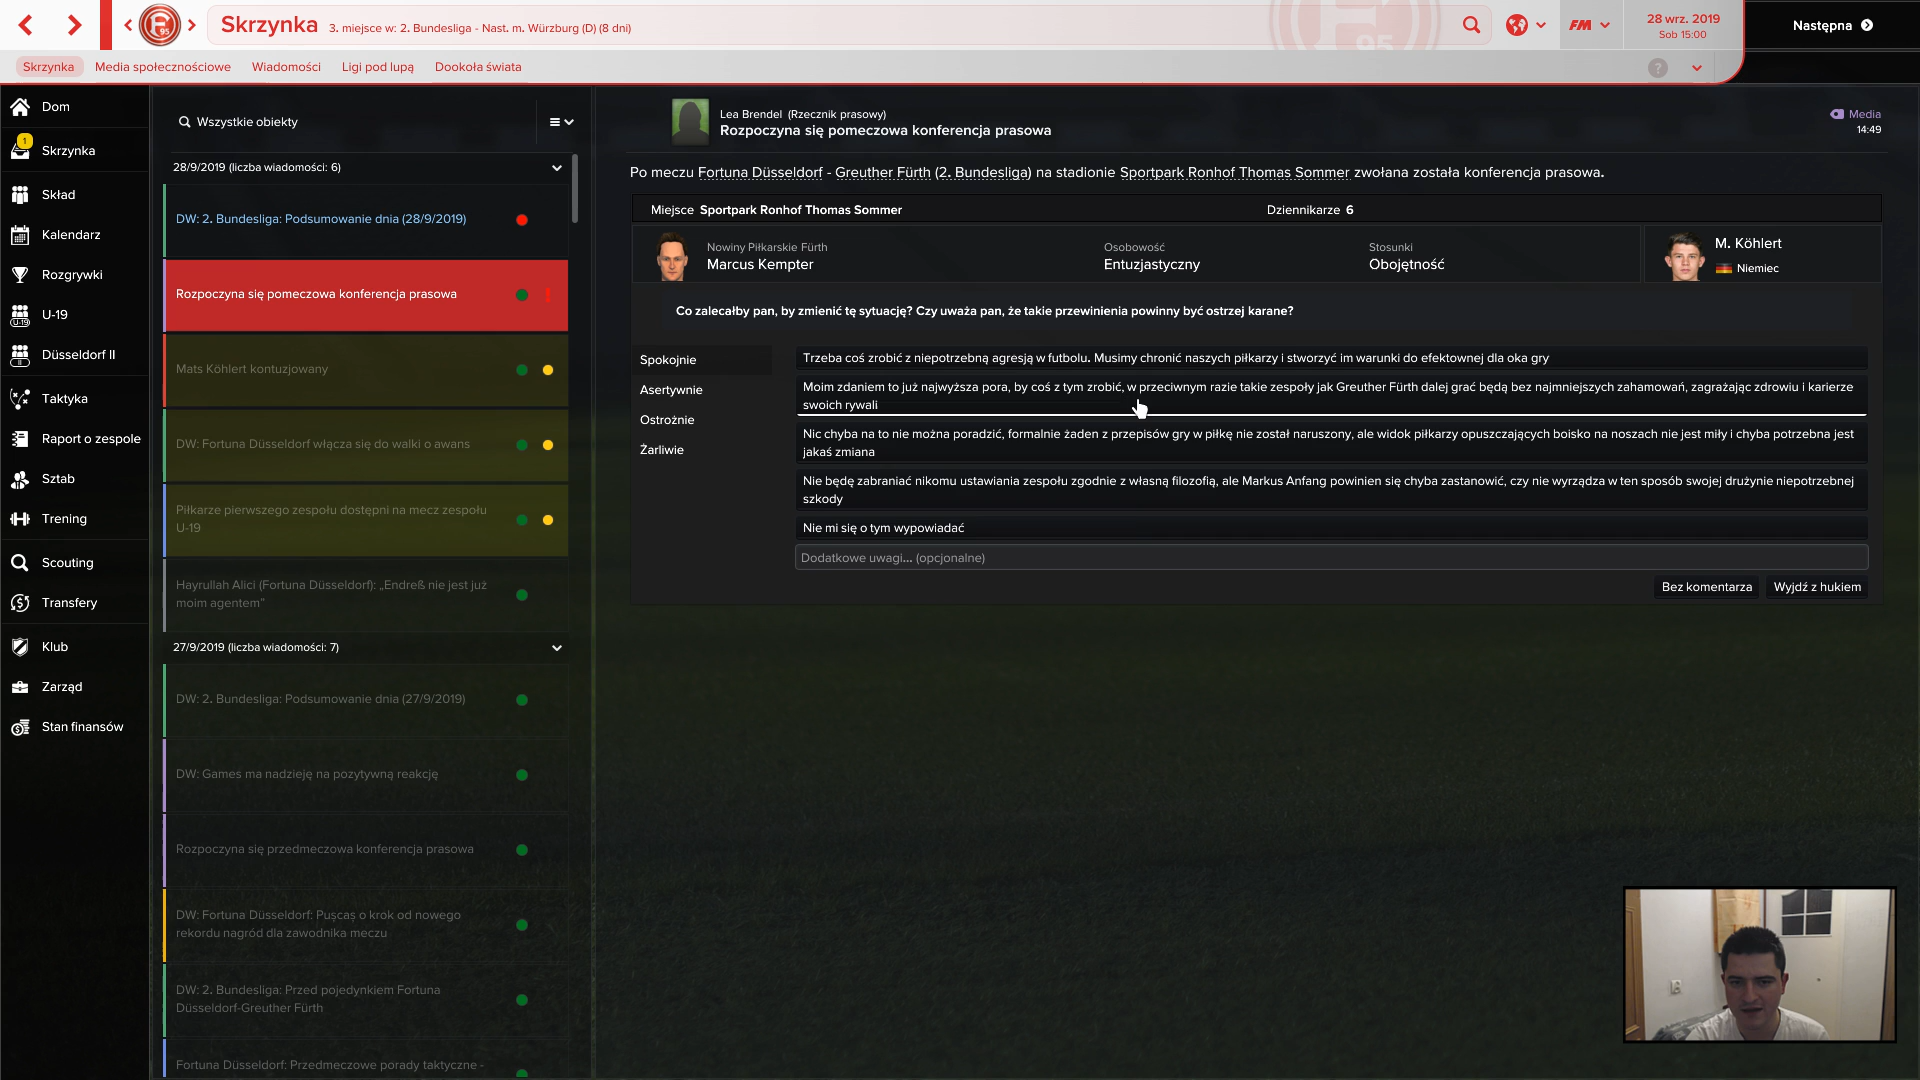 Skrzynka
3. miejsce w: 2. Bundesliga - Nast. m. Würzburg (D) (8 dni)
FM
28 wrz. 2019
Sob 15:00
Następna
95
95
Skrzynka
Media społecznościowe
Wiadomości
Ligi pod lupą
Dookoła świata
?
Dom
1
Skrzynka
Skład
Kalendarz
Rozgrywki
U-19
U-19
Düsseldorf II
II
Taktyka
Raport o zespole
Sztab
Trening
Scouting
Transfery
Klub
Zarząd
Stan finansów
Wszystkie obiekty
28/9/2019 (liczba wiadomości: 6)
DW: 2. Bundesliga: Podsumowanie dnia (28/9/2019)
Rozpoczyna się pomeczowa konferencja prasowa
Mats Köhlert kontuzjowany
DW: Fortuna Düsseldorf włącza się do walki o awans
Piłkarze pierwszego zespołu dostępni na mecz zespołu
U-19
Hayrullah Alici (Fortuna Düsseldorf): „Endreß nie jest już
moim agentem”
27/9/2019 (liczba wiadomości: 7)
DW: 2. Bundesliga: Podsumowanie dnia (27/9/2019)
DW: Games ma nadzieję na pozytywną reakcję
Rozpoczyna się przedmeczowa konferencja prasowa
DW: Fortuna Düsseldorf: Pușcaș o krok od nowego
rekordu nagród dla zawodnika meczu
DW: 2. Bundesliga: Przed pojedynkiem Fortuna
Düsseldorf-Greuther Fürth
Fortuna Düsseldorf: Przedmeczowe porady taktyczne -
Lea Brendel (Rzecznik prasowy)
Rozpoczyna się pomeczowa konferencja prasowa
Media
14:49
Po meczu Fortuna Düsseldorf - Greuther Fürth (2. Bundesliga) na stadionie Sportpark Ronhof Thomas Sommer zwołana została konferencja prasowa.
Miejsce Sportpark Ronhof Thomas Sommer
Dziennikarze 6
Nowiny Piłkarskie Fürth
Marcus Kempter
Osobowość
Entuzjastyczny
Stosunki
Obojętność
M. Köhlert
Niemiec
Co zalecałby pan, by zmienić tę sytuację? Czy uważa pan, że takie przewinienia powinny być ostrzej karane?
Spokojnie
Asertywnie
Ostrożnie
Żarliwie
Trzeba coś zrobić z niepotrzebną agresją w futbolu. Musimy chronić naszych piłkarzy i stworzyć im warunki do efektownej dla oka gry
Moim zdaniem to już najwyższa pora, by coś z tym zrobić, w przeciwnym razie takie zespoły jak Greuther Fürth dalej grać będą bez najmniejszych zahamowań, zagrażając zdrowiu i karierze
swoich rywali
Nic chyba na to nie można poradzić, formalnie żaden z przepisów gry w piłkę nie został naruszony, ale widok piłkarzy opuszczających boisko na noszach nie jest miły i chyba potrzebna jest
jakaś zmiana
Nie będę zabraniać nikomu ustawiania zespołu zgodnie z własną filozofią, ale Markus Anfang powinien się chyba zastanowić, czy nie wyrządza w ten sposób swojej drużynie niepotrzebnej
szkody
Nie mi się o tym wypowiadać
Dodatkowe uwagi... (opcjonalne)
Bez komentarza
Wyjdź z hukiem